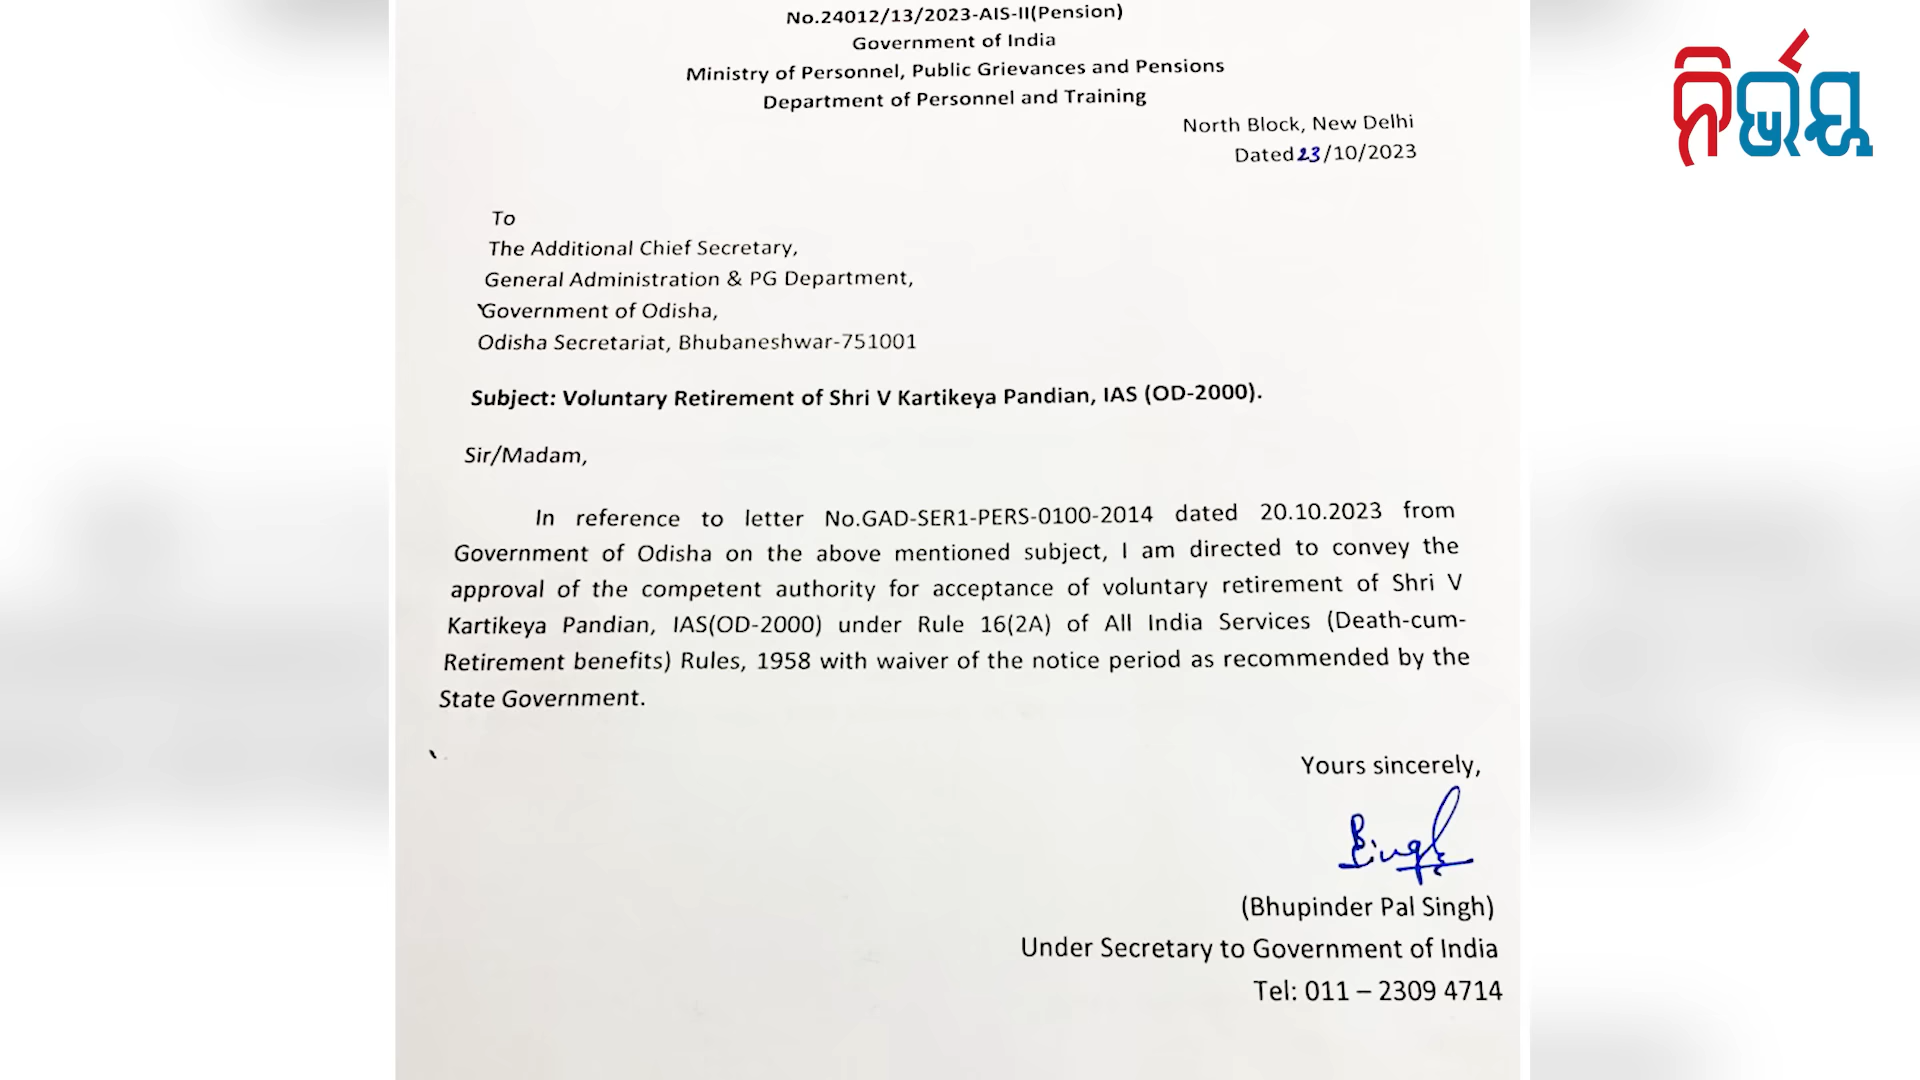 No.24012/13/2023-AIS-II(Pension)
Government of India
Ministry of Personnel, Public Grievances and Pensions
Department of Personnel and Training
North Block, New Delhi
Dated 23/10/2023
ନିର୍ଭୟ
To
The Additional Chief Secretary,
General Administration & PG Department,
Government of Odisha,
Odisha Secretariat, Bhubaneshwar-751001
Subject: Voluntary Retirement of Shri V Kartikeya Pandian, IAS (OD-2000).
Sir/Madam,
In reference to letter No.GAD-SER1-PERS-0100-2014 dated 20.10.2023 from
Government of Odisha on the above mentioned subject, I am directed to convey the
approval of the competent authority for acceptance of voluntary retirement of Shri V
Kartikeya Pandian, IAS(OD-2000) under Rule 16(2A) of All India Services (Death-cum-
Retirement benefits) Rules, 1958 with waiver of the notice period as recommended by the
State Government.
Yours sincerely,
(Bhupinder Pal Singh)
Under Secretary to Government of India
Tel: 011 – 2309 4714